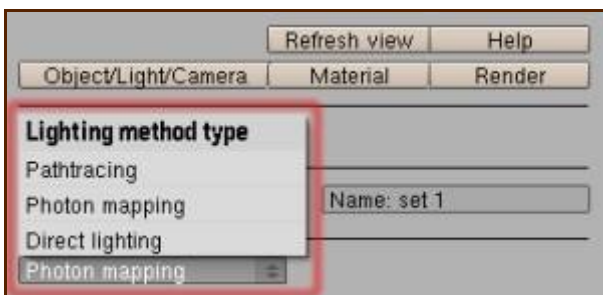 Refresh view Help
Object/Light/Camera Material Render
Lighting method type
Pathtracing
Photon mapping
Name: set 1
Direct lighting
Photon mapping